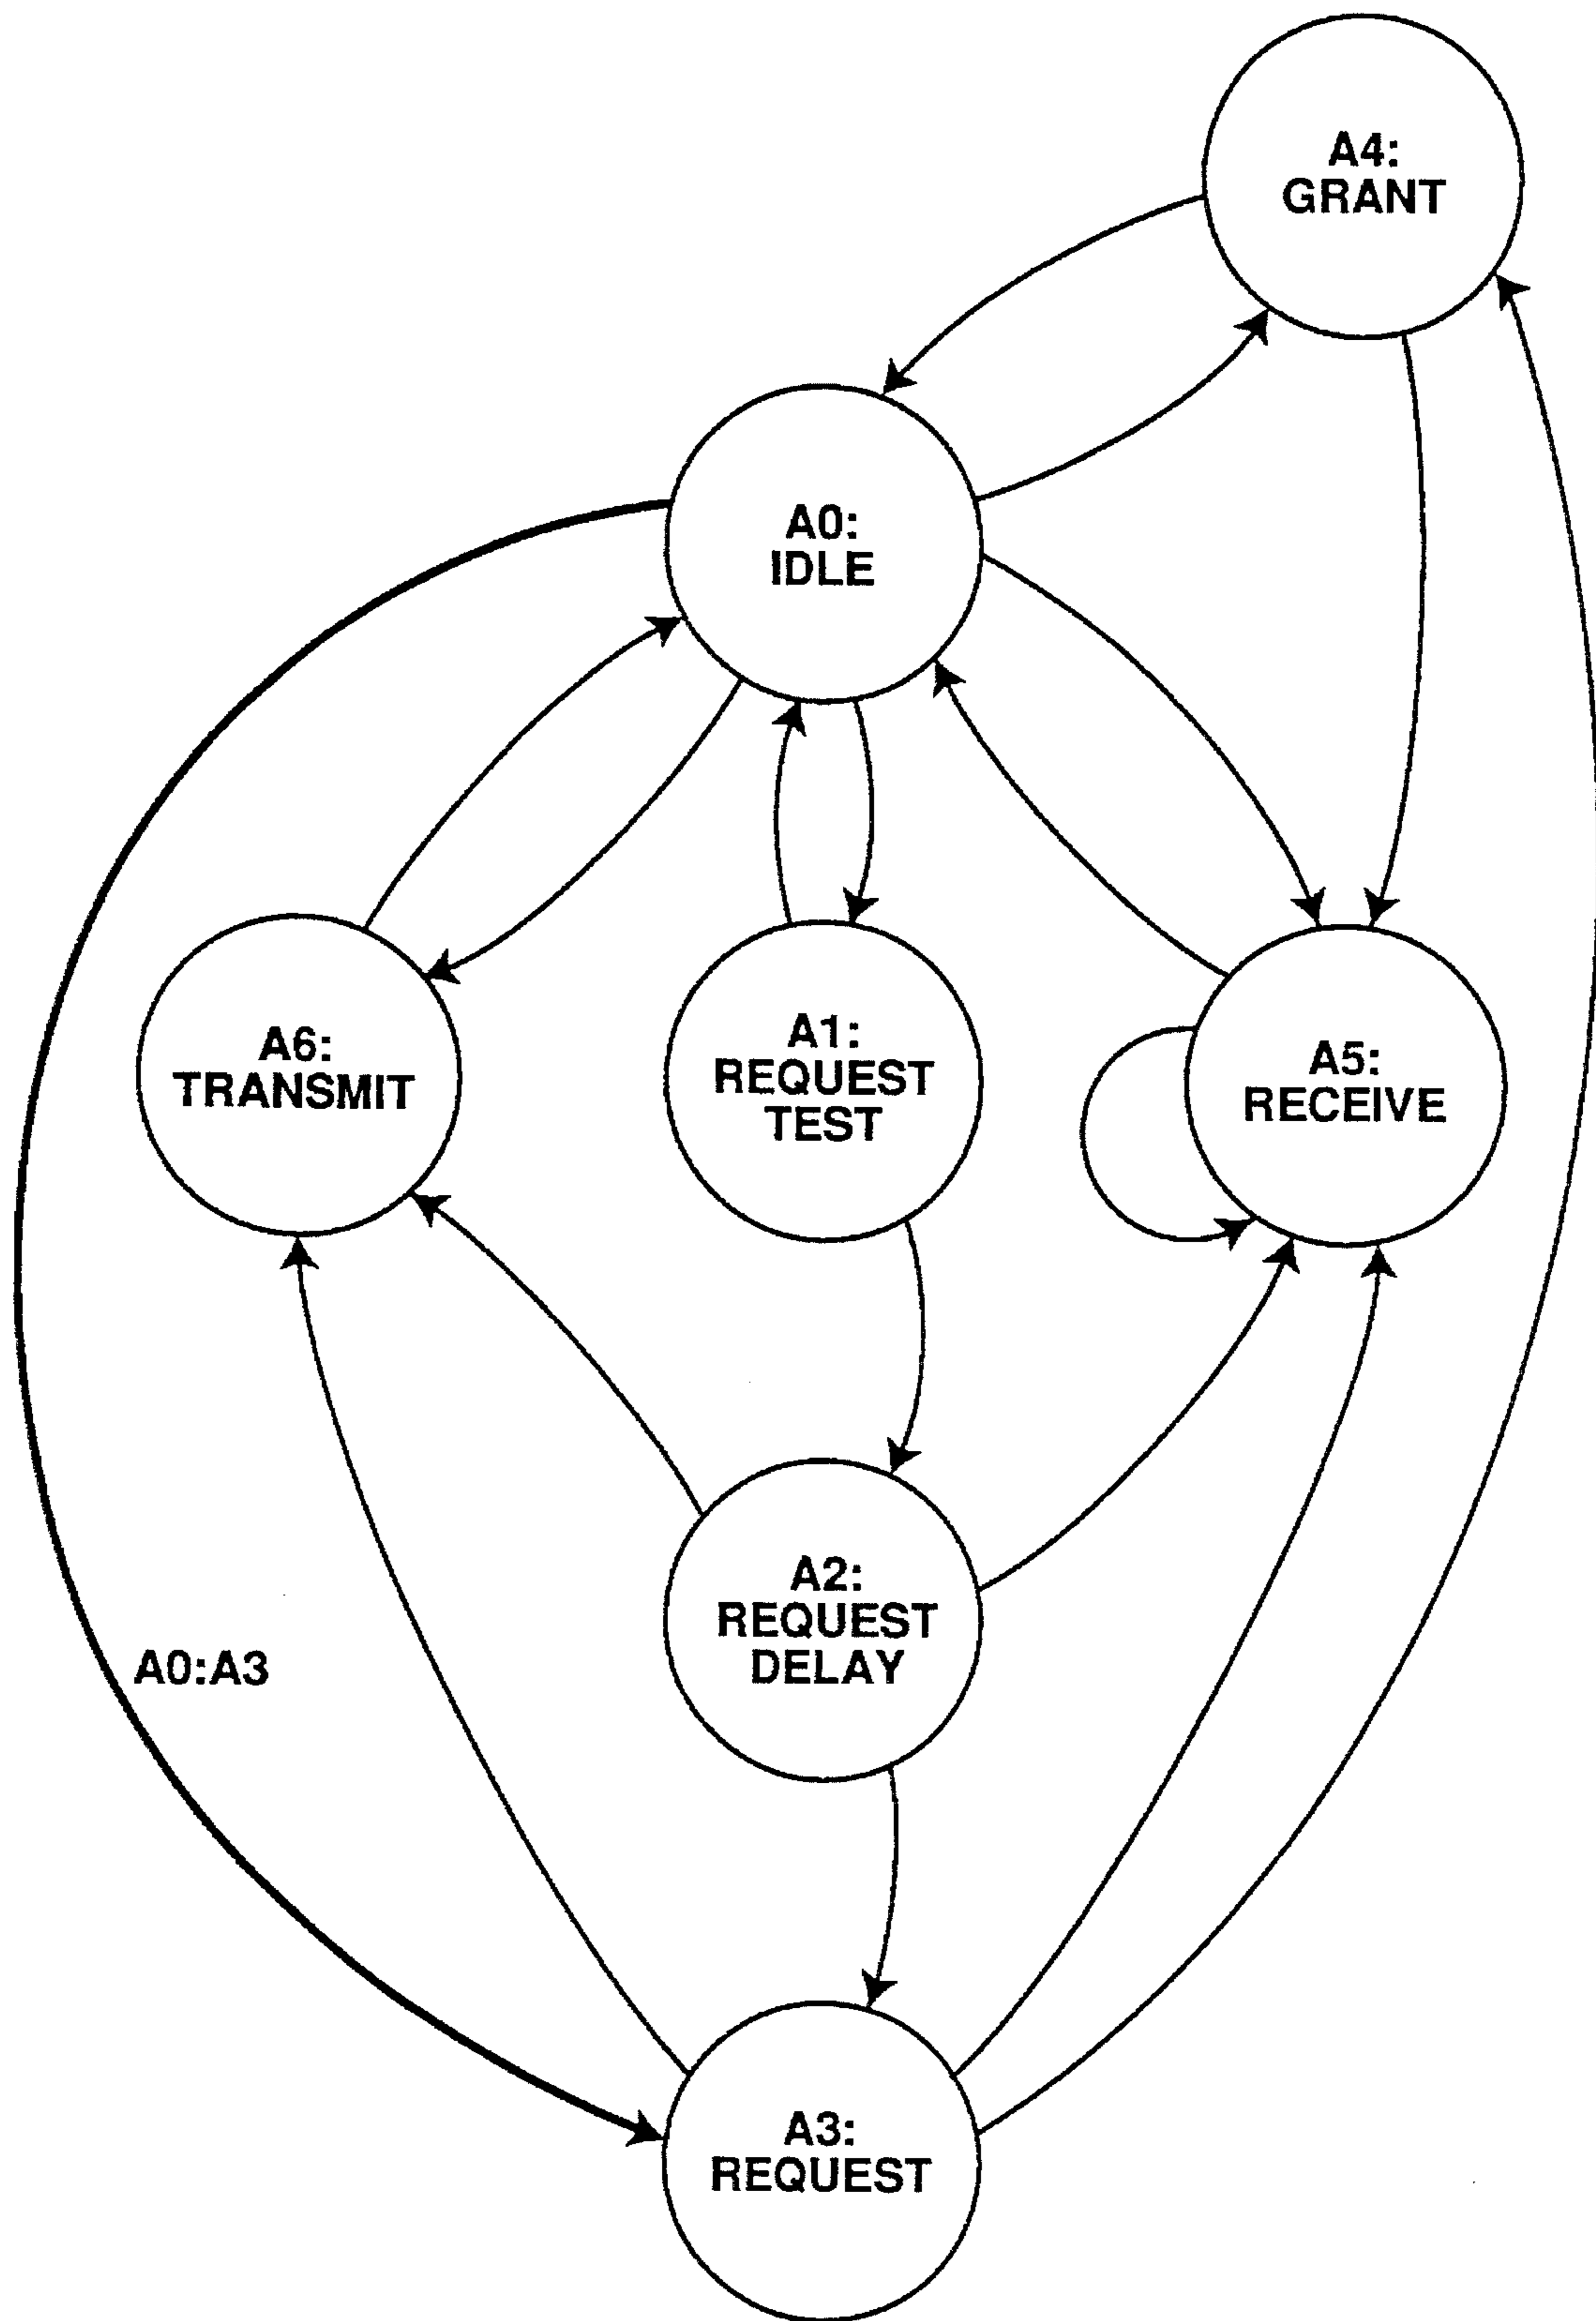 A4:
GRANT
A0:
IDLE
A6:
TRANSMIT
A1:
REQUEST
TEST
A5:
RECEIVE
A2:
REQUEST
DELAY
A0:A3
A3:
REQUEST